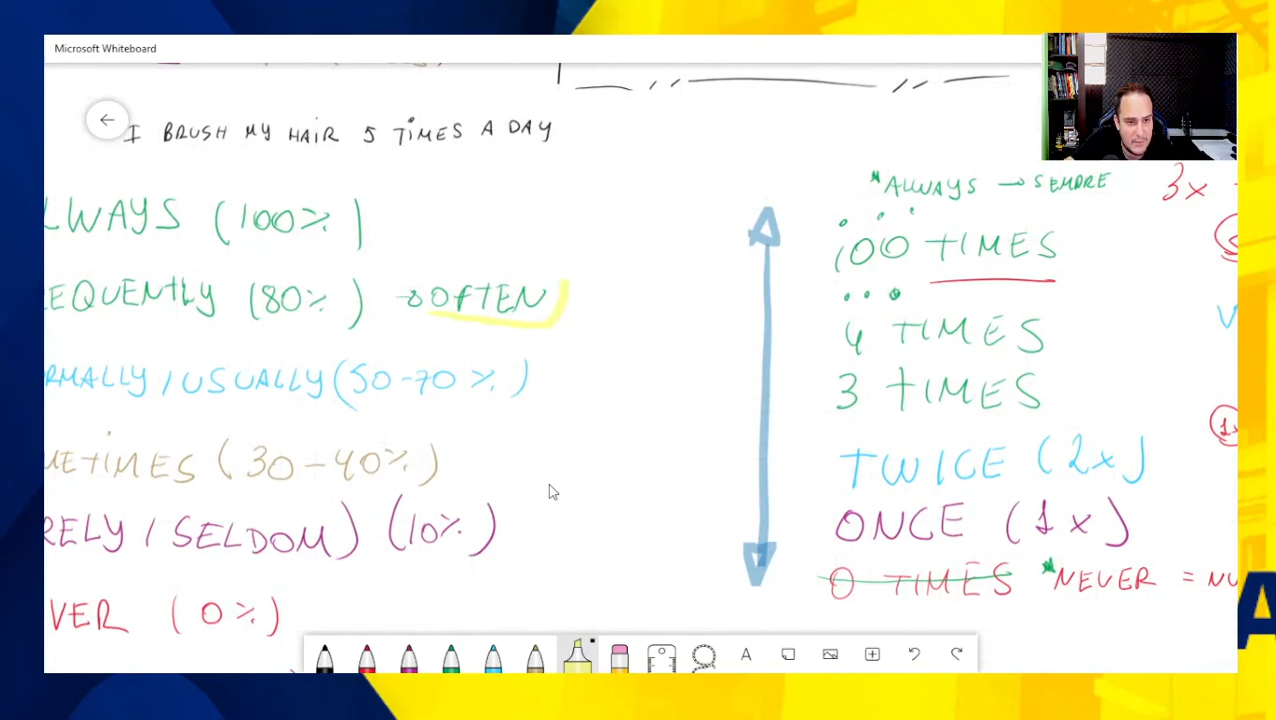 Microsoft Whiteboard
I BRUSH MY HAIR 5 TIMES A DAY
LWAYS (100%)
EQUENTLY (80%) → OFTEN
RMALLY / USUALLY (50-70%)
METIMES (30-40%)
RELY / SELDOM) (10%)
VER (0%)
*ALWAYS → SEMPRE
3x
100 TIMES
4 TIMES
3 TIMES
TWICE (2x)
ONCE (1x)
0 TIMES *NEVER = NU
A